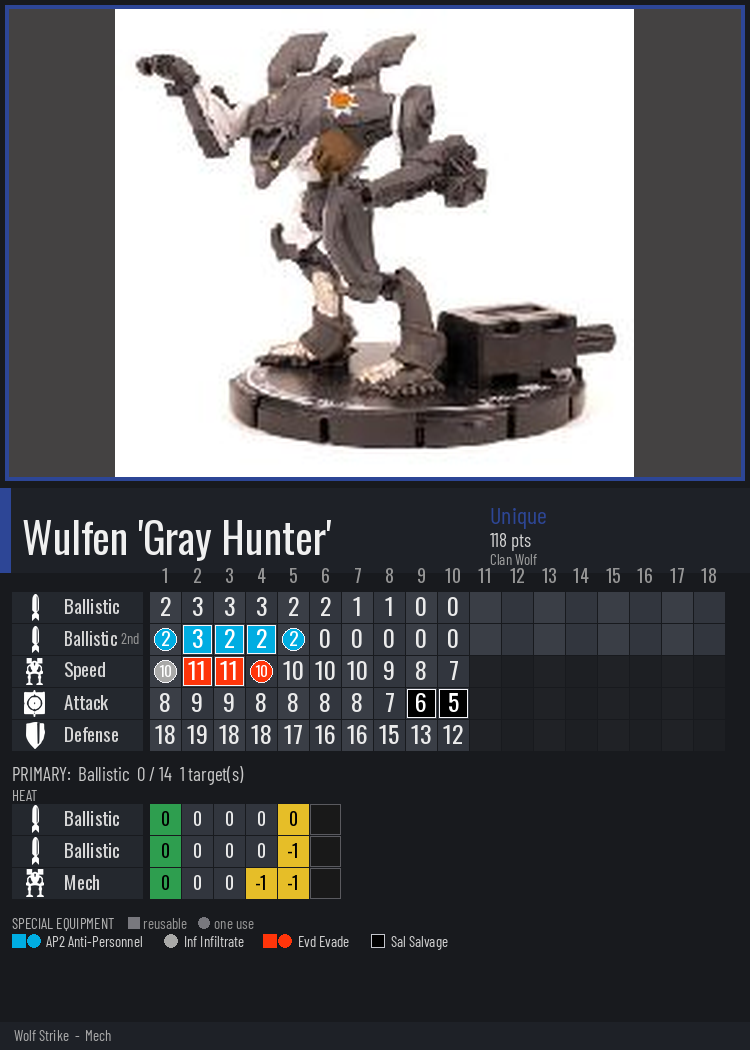 Wulfen 'Gray Hunter'
Unique
118 pts
Clan Wolf
1 2 3 4 5 6 7 8 9 10 11 12 13 14 15 16 17 18
Ballistic 2 3 3 3 2 2 1 1 0 0
Ballistic 2nd 2 3 2 2 2 0 0 0 0 0
Speed 10 11 11 10 10 10 10 9 8 7
Attack 8 9 9 8 8 8 8 7 6 5
Defense 18 19 18 18 17 16 16 15 13 12
PRIMARY: Ballistic 0 / 14 1 target(s)
HEAT
Ballistic 0 0 0 0 0
Ballistic 0 0 0 0 -1
Mech 0 0 0 -1 -1
SPECIAL EQUIPMENT reusable one use
AP2 Anti-Personnel Inf Infiltrate Evd Evade Sal Salvage
Wolf Strike - Mech